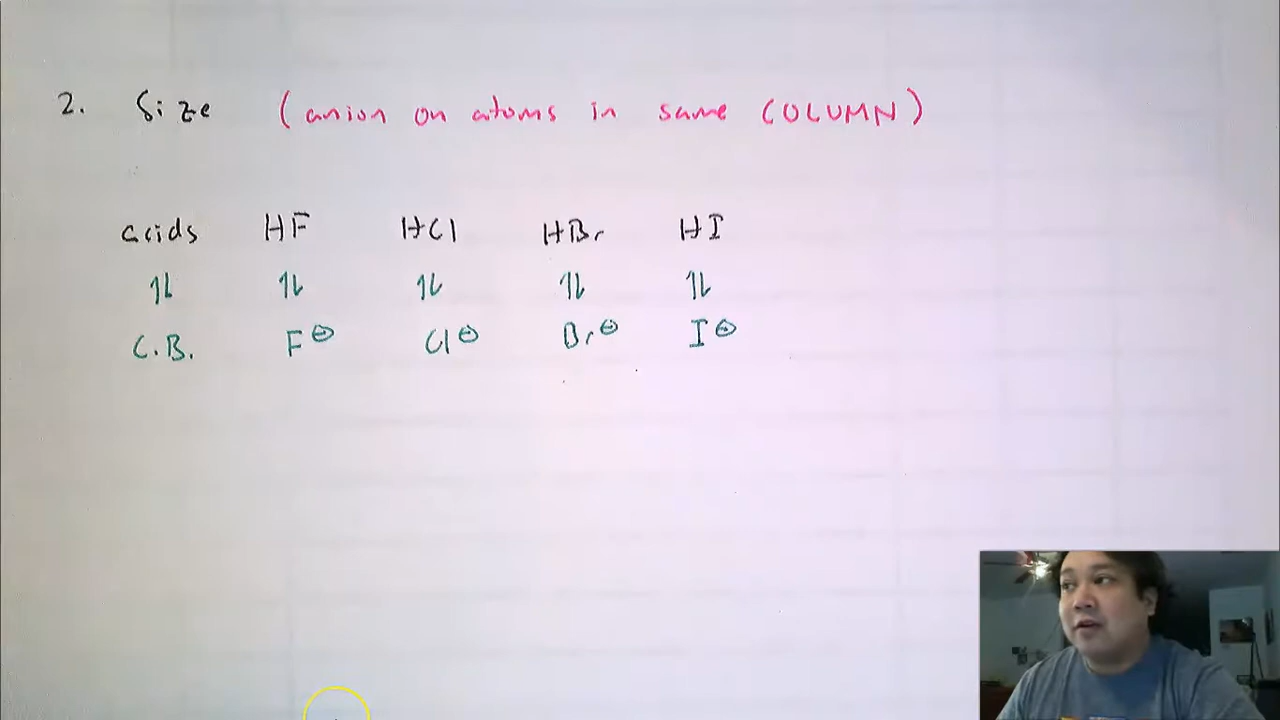 2. Size (anion on atoms in same COLUMN)
acids HF HCl HBr HI
⇅ ⇅ ⇅ ⇅ ⇅
C.B. F⊖ Cl⊖ Br⊖ I⊖